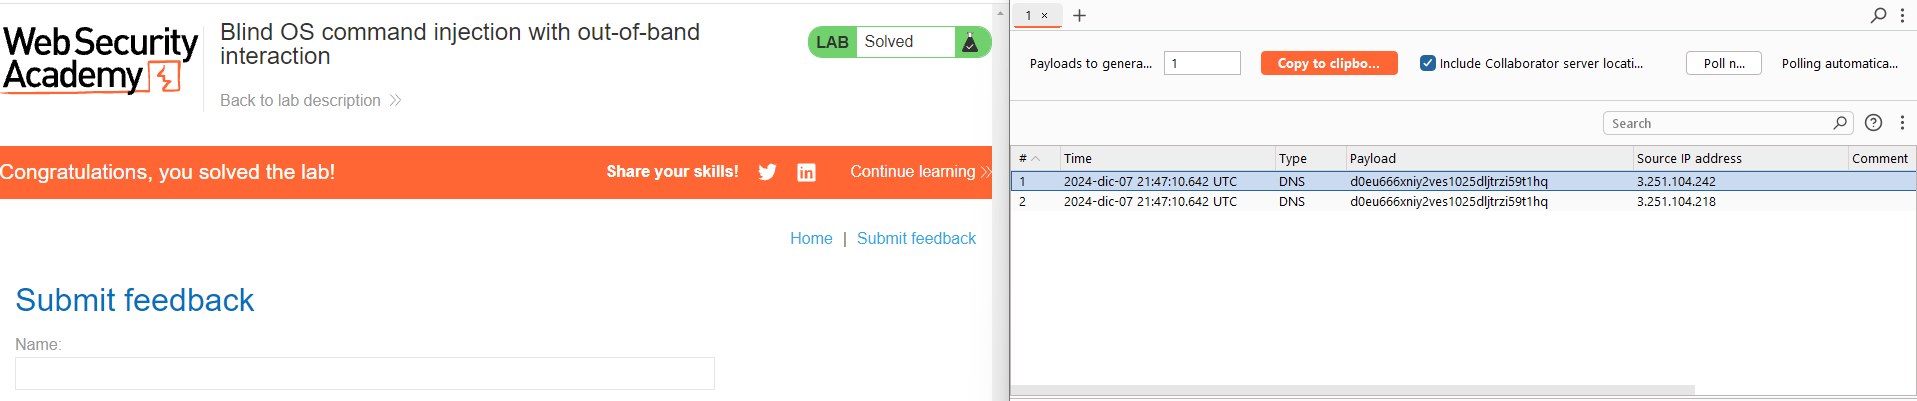 Web Security
Academy
Blind OS command injection with out-of-band
interaction
Back to lab description
LAB Solved
Congratulations, you solved the lab!
Share your skills!
Continue learning
Home | Submit feedback
Submit feedback
Name:
1 ×
Payloads to genera... 1 Copy to clipbo... Include Collaborator server locati... Poll n... Polling automatica...
Search
# Time Type Payload Source IP address Comment
1 2024-dic-07 21:47:10.642 UTC DNS d0eu666xniy2ves1025dljtrzi59t1hq 3.251.104.242
2 2024-dic-07 21:47:10.642 UTC DNS d0eu666xniy2ves1025dljtrzi59t1hq 3.251.104.218